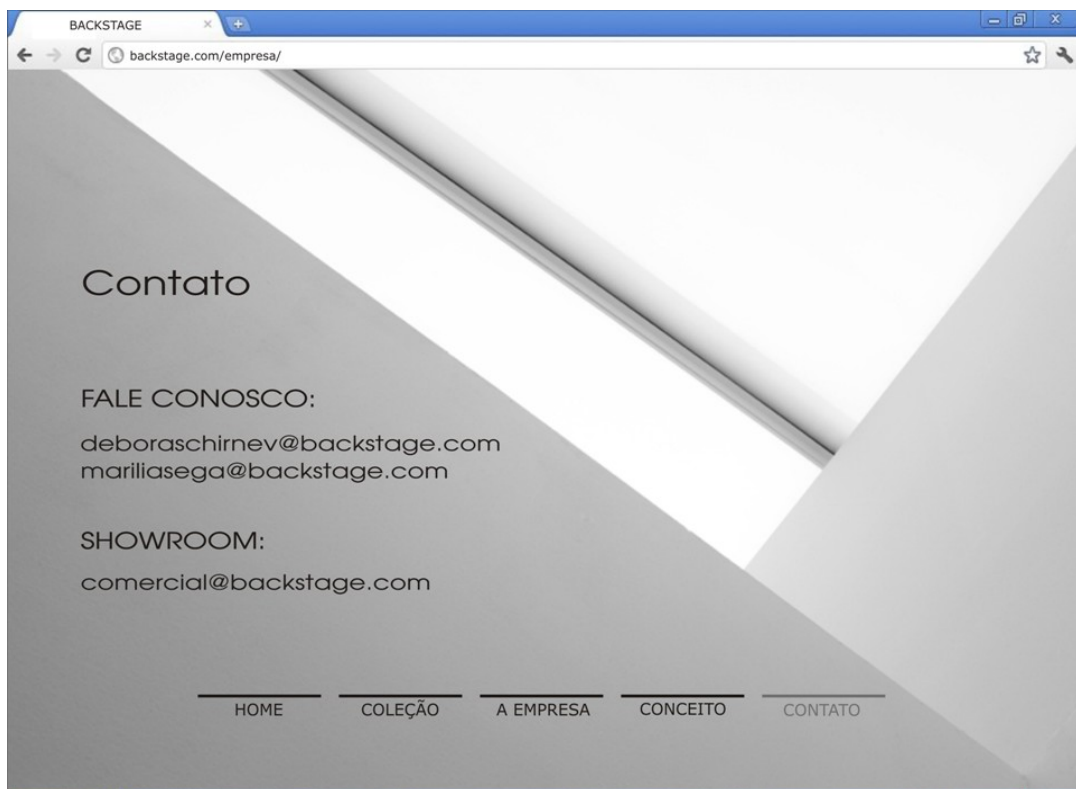 BACKSTAGE
backstage.com/empresa/
Contato
FALE CONOSCO:
deboraschirnev@backstage.com
mariliasega@backstage.com
SHOWROOM:
comercial@backstage.com
HOME COLEÇÃO A EMPRESA CONCEITO CONTATO